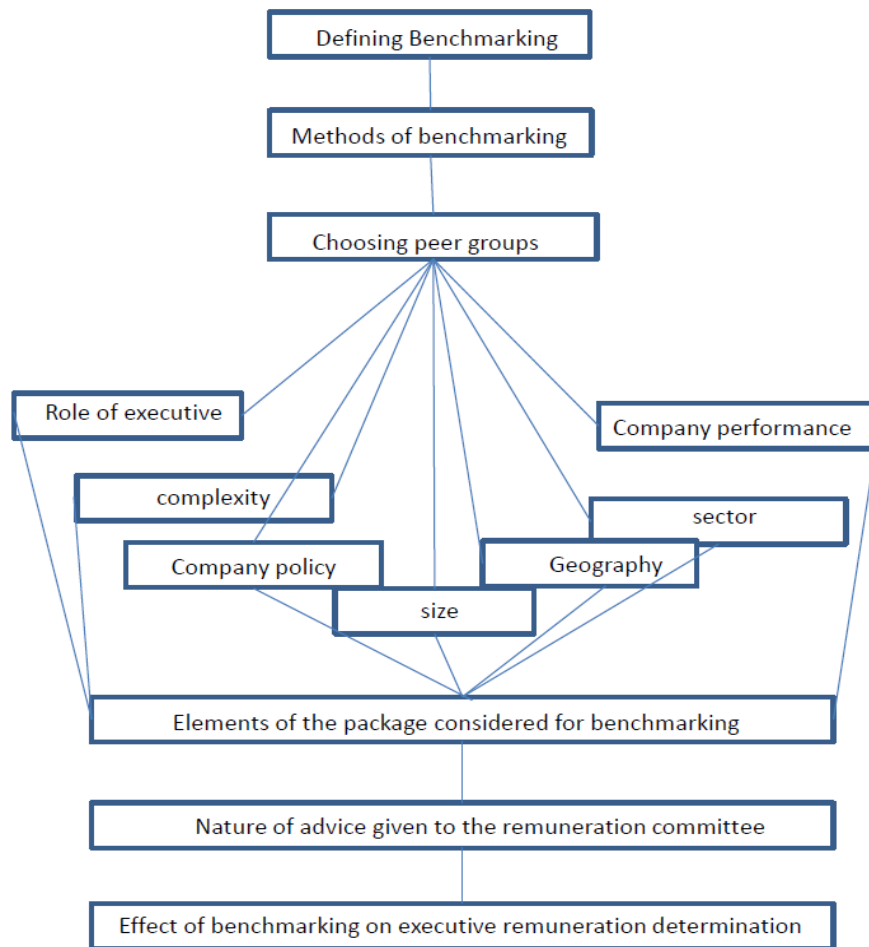 Defining Benchmarking
Methods of benchmarking
Choosing peer groups
Role of executive
Company performance
complexity
sector
Company policy
Geography
size
Elements of the package considered for benchmarking
Nature of advice given to the remuneration committee
Effect of benchmarking on executive remuneration determination